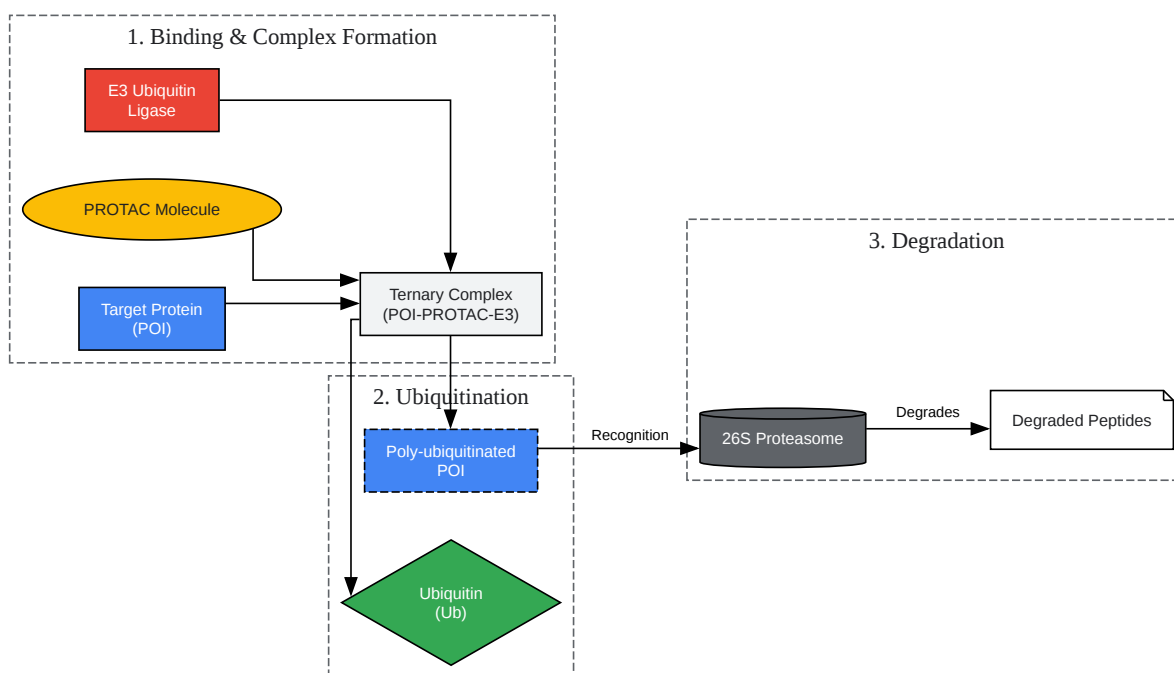 1. Binding & Complex Formation
E3 Ubiquitin
Ligase
PROTAC Molecule
Target Protein
(POI)
Ternary Complex
(POI-PROTAC-E3)
2. Ubiquitination
Poly-ubiquitinated
POI
Ubiquitin
(Ub)
Recognition
3. Degradation
26S Proteasome
Degrades
Degraded Peptides